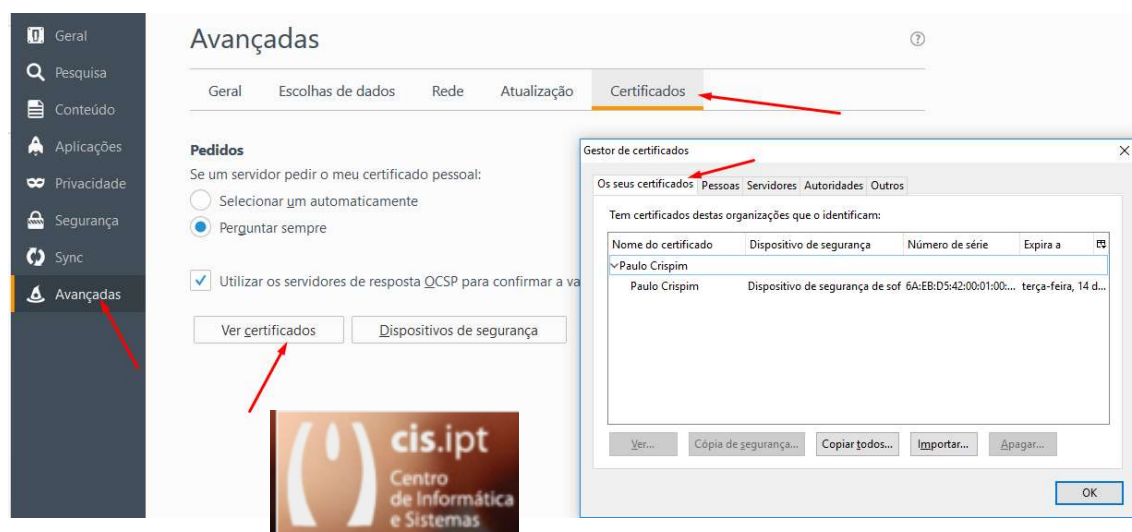 Geral
Pesquisa
Conteúdo
Aplicações
Privacidade
Segurança
Sync
Avançadas
Avançadas
Geral Escolhas de dados Rede Atualização Certificados
Pedidos
Se um servidor pedir o meu certificado pessoal:
Selecionar um automaticamente
Perguntar sempre
Utilizar os servidores de resposta OCSP para confirmar a va
Ver certificados Dispositivos de segurança
cis.ipt
Centro
de Informática
e Sistemas
Gestor de certificados
Os seus certificados Pessoas Servidores Autoridades Outros
Tem certificados destas organizações que o identificam:
Nome do certificado Dispositivo de segurança Número de série Expira a
Paulo Crispim
Paulo Crispim Dispositivo de segurança de sof 6A:EB:D5:42:00:01:00:... terça-feira, 14 d...
Ver... Cópia de segurança... Copiar todos... Importar... Apagar...
OK